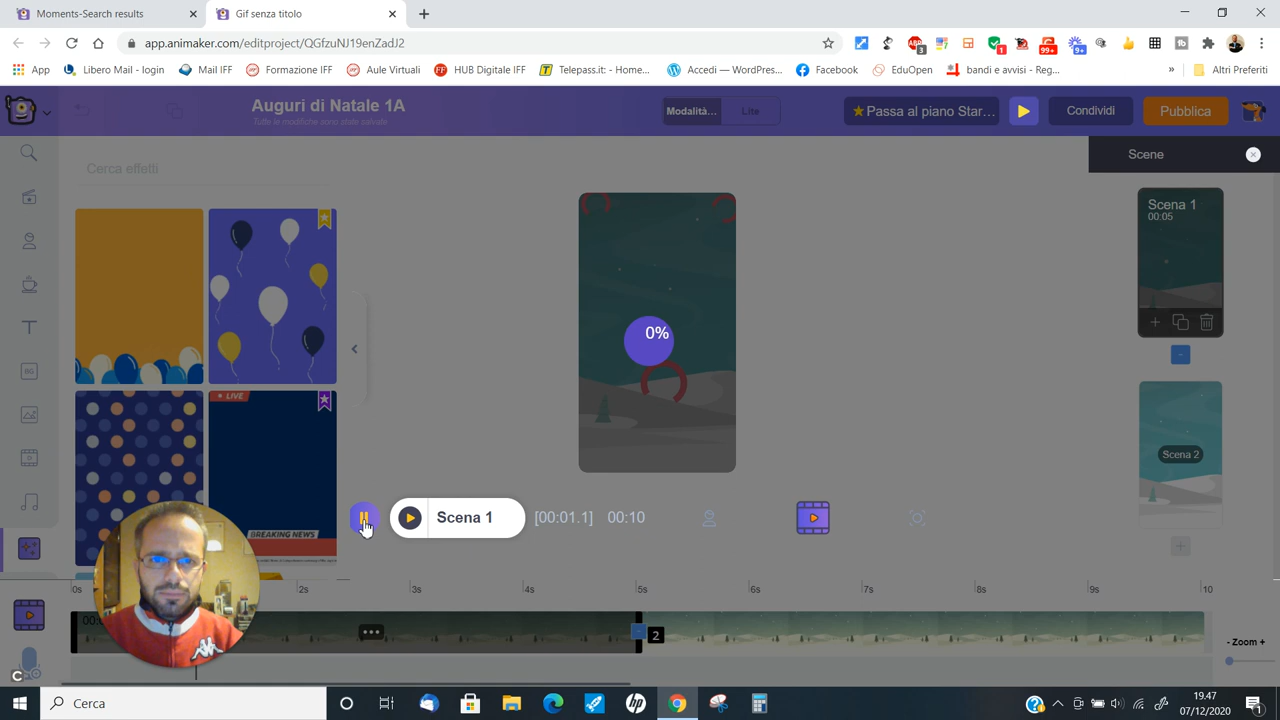 Moments-Search results
Gif senza titolo
app.animaker.com/editproject/QGfzuNJ19enZadJ2
App
Libero Mail - login
Mail IFF
Formazione IFF
Aule Virtuali
HUB Digitale IFF
Telepass.it: - Home...
Accedi — WordPres...
Facebook
EduOpen
bandi e avvisi - Reg...
»
Altri Preferiti
Auguri di Natale 1A
Tutte le modifiche sono state salvate
Modalità...
Lite
Passa al piano Star...
Condividi
Pubblica
Cerca effetti
Scene
Scena 1
00:05
0%
LIVE
BREAKING NEWS
Scena 2
Scena 1
[00:01.1]
00:10
0s
2s
3s
4s
5s
6s
7s
8s
9s
10
2
- Zoom +
BG
Kappa
Cerca
19.47
07/12/2020